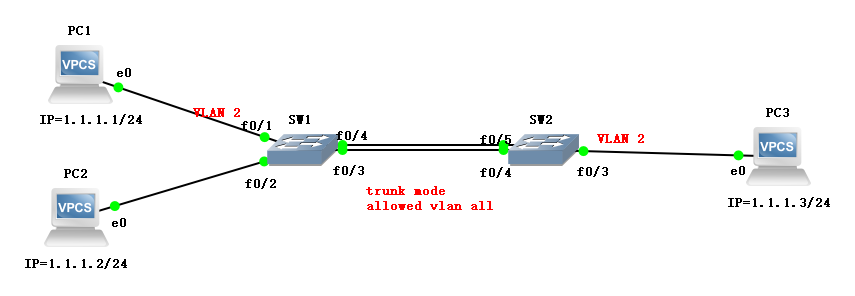 PC1
VPCS
e0
IP=1.1.1.1/24
VLAN 2
f0/1
SW1
f0/4
f0/3
f0/2
PC2
VPCS
e0
IP=1.1.1.2/24
trunk mode
allowed vlan all
SW2
f0/5
f0/4
f0/3
VLAN 2
PC3
VPCS
e0
IP=1.1.1.3/24